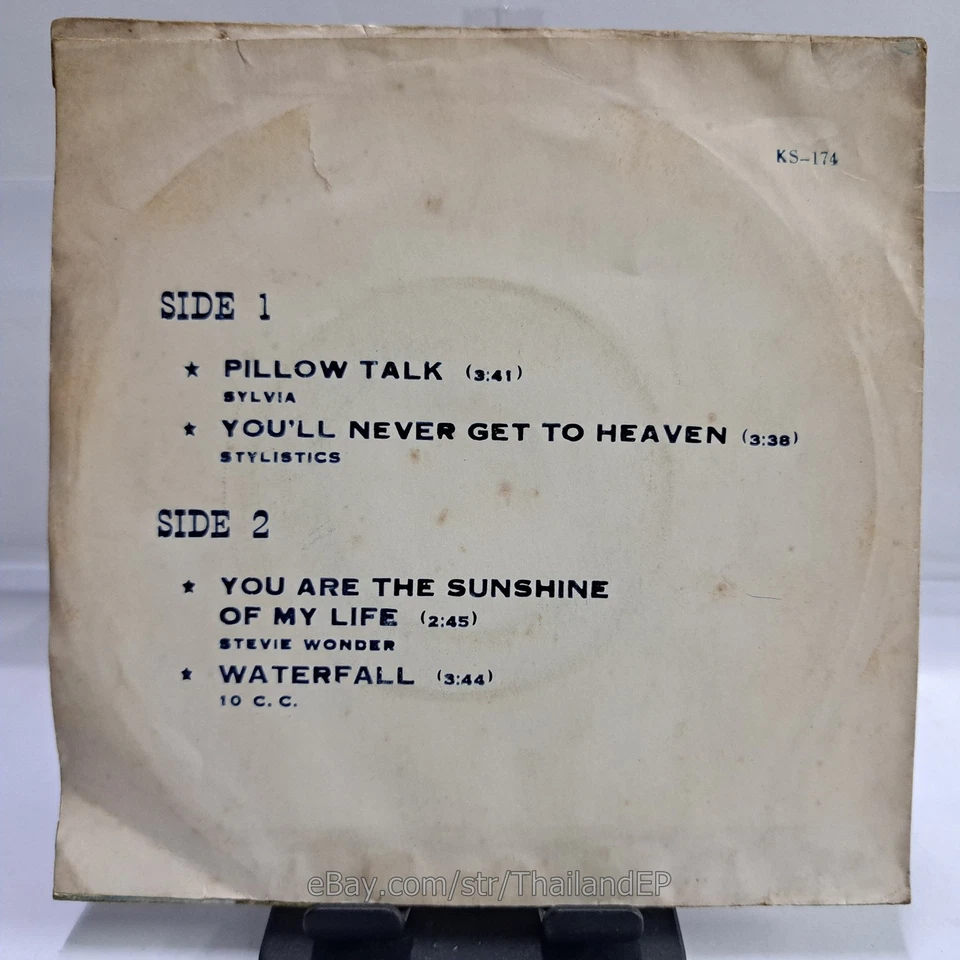 KS-174
SIDE 1
★ PILLOW TALK (3:41)
SYLVIA
★ YOU'LL NEVER GET TO HEAVEN (3:38)
STYLISTICS
SIDE 2
★ YOU ARE THE SUNSHINE
OF MY LIFE (2:45)
STEVIE WONDER
★ WATERFALL (3:44)
10 C. C.
eBay.com/str/ThailandEP